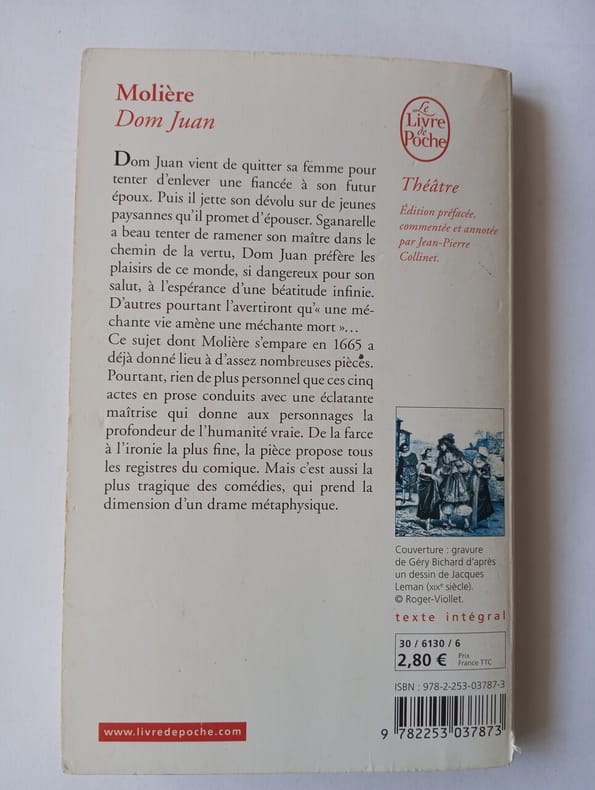 Molière
Dom Juan
Dom Juan vient de quitter sa femme pour
tenter d'enlever une fiancée à son futur
époux. Puis il jette son dévolu sur de jeunes
paysannes qu'il promet d'épouser. Sganarelle
a beau tenter de ramener son maître dans le
chemin de la vertu, Dom Juan préfère les
plaisirs de ce monde, si dangereux pour son
salut, à l'espérance d'une béatitude infinie.
D'autres pourtant l'avertiront qu'« une mé-
chante vie amène une méchante mort »…
Ce sujet dont Molière s'empare en 1665 a
déjà donné lieu à d'assez nombreuses pièces.
Pourtant, rien de plus personnel que ces cinq
actes en prose conduits avec une éclatante
maîtrise qui donne aux personnages la
profondeur de l'humanité vraie. De la farce
à l'ironie la plus fine, la pièce propose tous
les registres du comique. Mais c'est aussi la
plus tragique des comédies, qui prend la
dimension d'un drame métaphysique.
www.livredepoche.com
Le
Livre
de
Poche
Théâtre
Édition préfacée,
commentée et annotée
par Jean-Pierre
Collinet.
Couverture : gravure
de Géry Bichard d'après
un dessin de Jacques
Leman (XIXe siècle).
© Roger-Viollet.
texte intégral
30 / 6130 / 6
2,80 € Prix
France TTC
ISBN : 978-2-253-03787-3
9 782253 037873